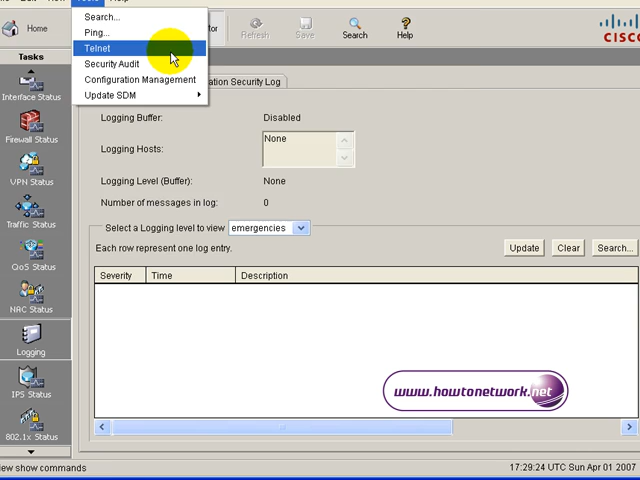 Tools Help
Search...
Ping...
Telnet
Security Audit
Configuration Management
Update SDM
Home
Refresh
Save
Search
Help
CISCO
Tasks
Interface Status
Firewall Status
VPN Status
Traffic Status
QoS Status
NAC Status
Logging
IPS Status
802.1x Status
ation Security Log
Logging Buffer: Disabled
Logging Hosts: None
Logging Level (Buffer): None
Number of messages in log: 0
Select a Logging level to view emergencies
Each row represent one log entry.
Update Clear Search...
Severity Time Description
www.howtonetwork.net
iew show commands
17:29:24 UTC Sun Apr 01 2007